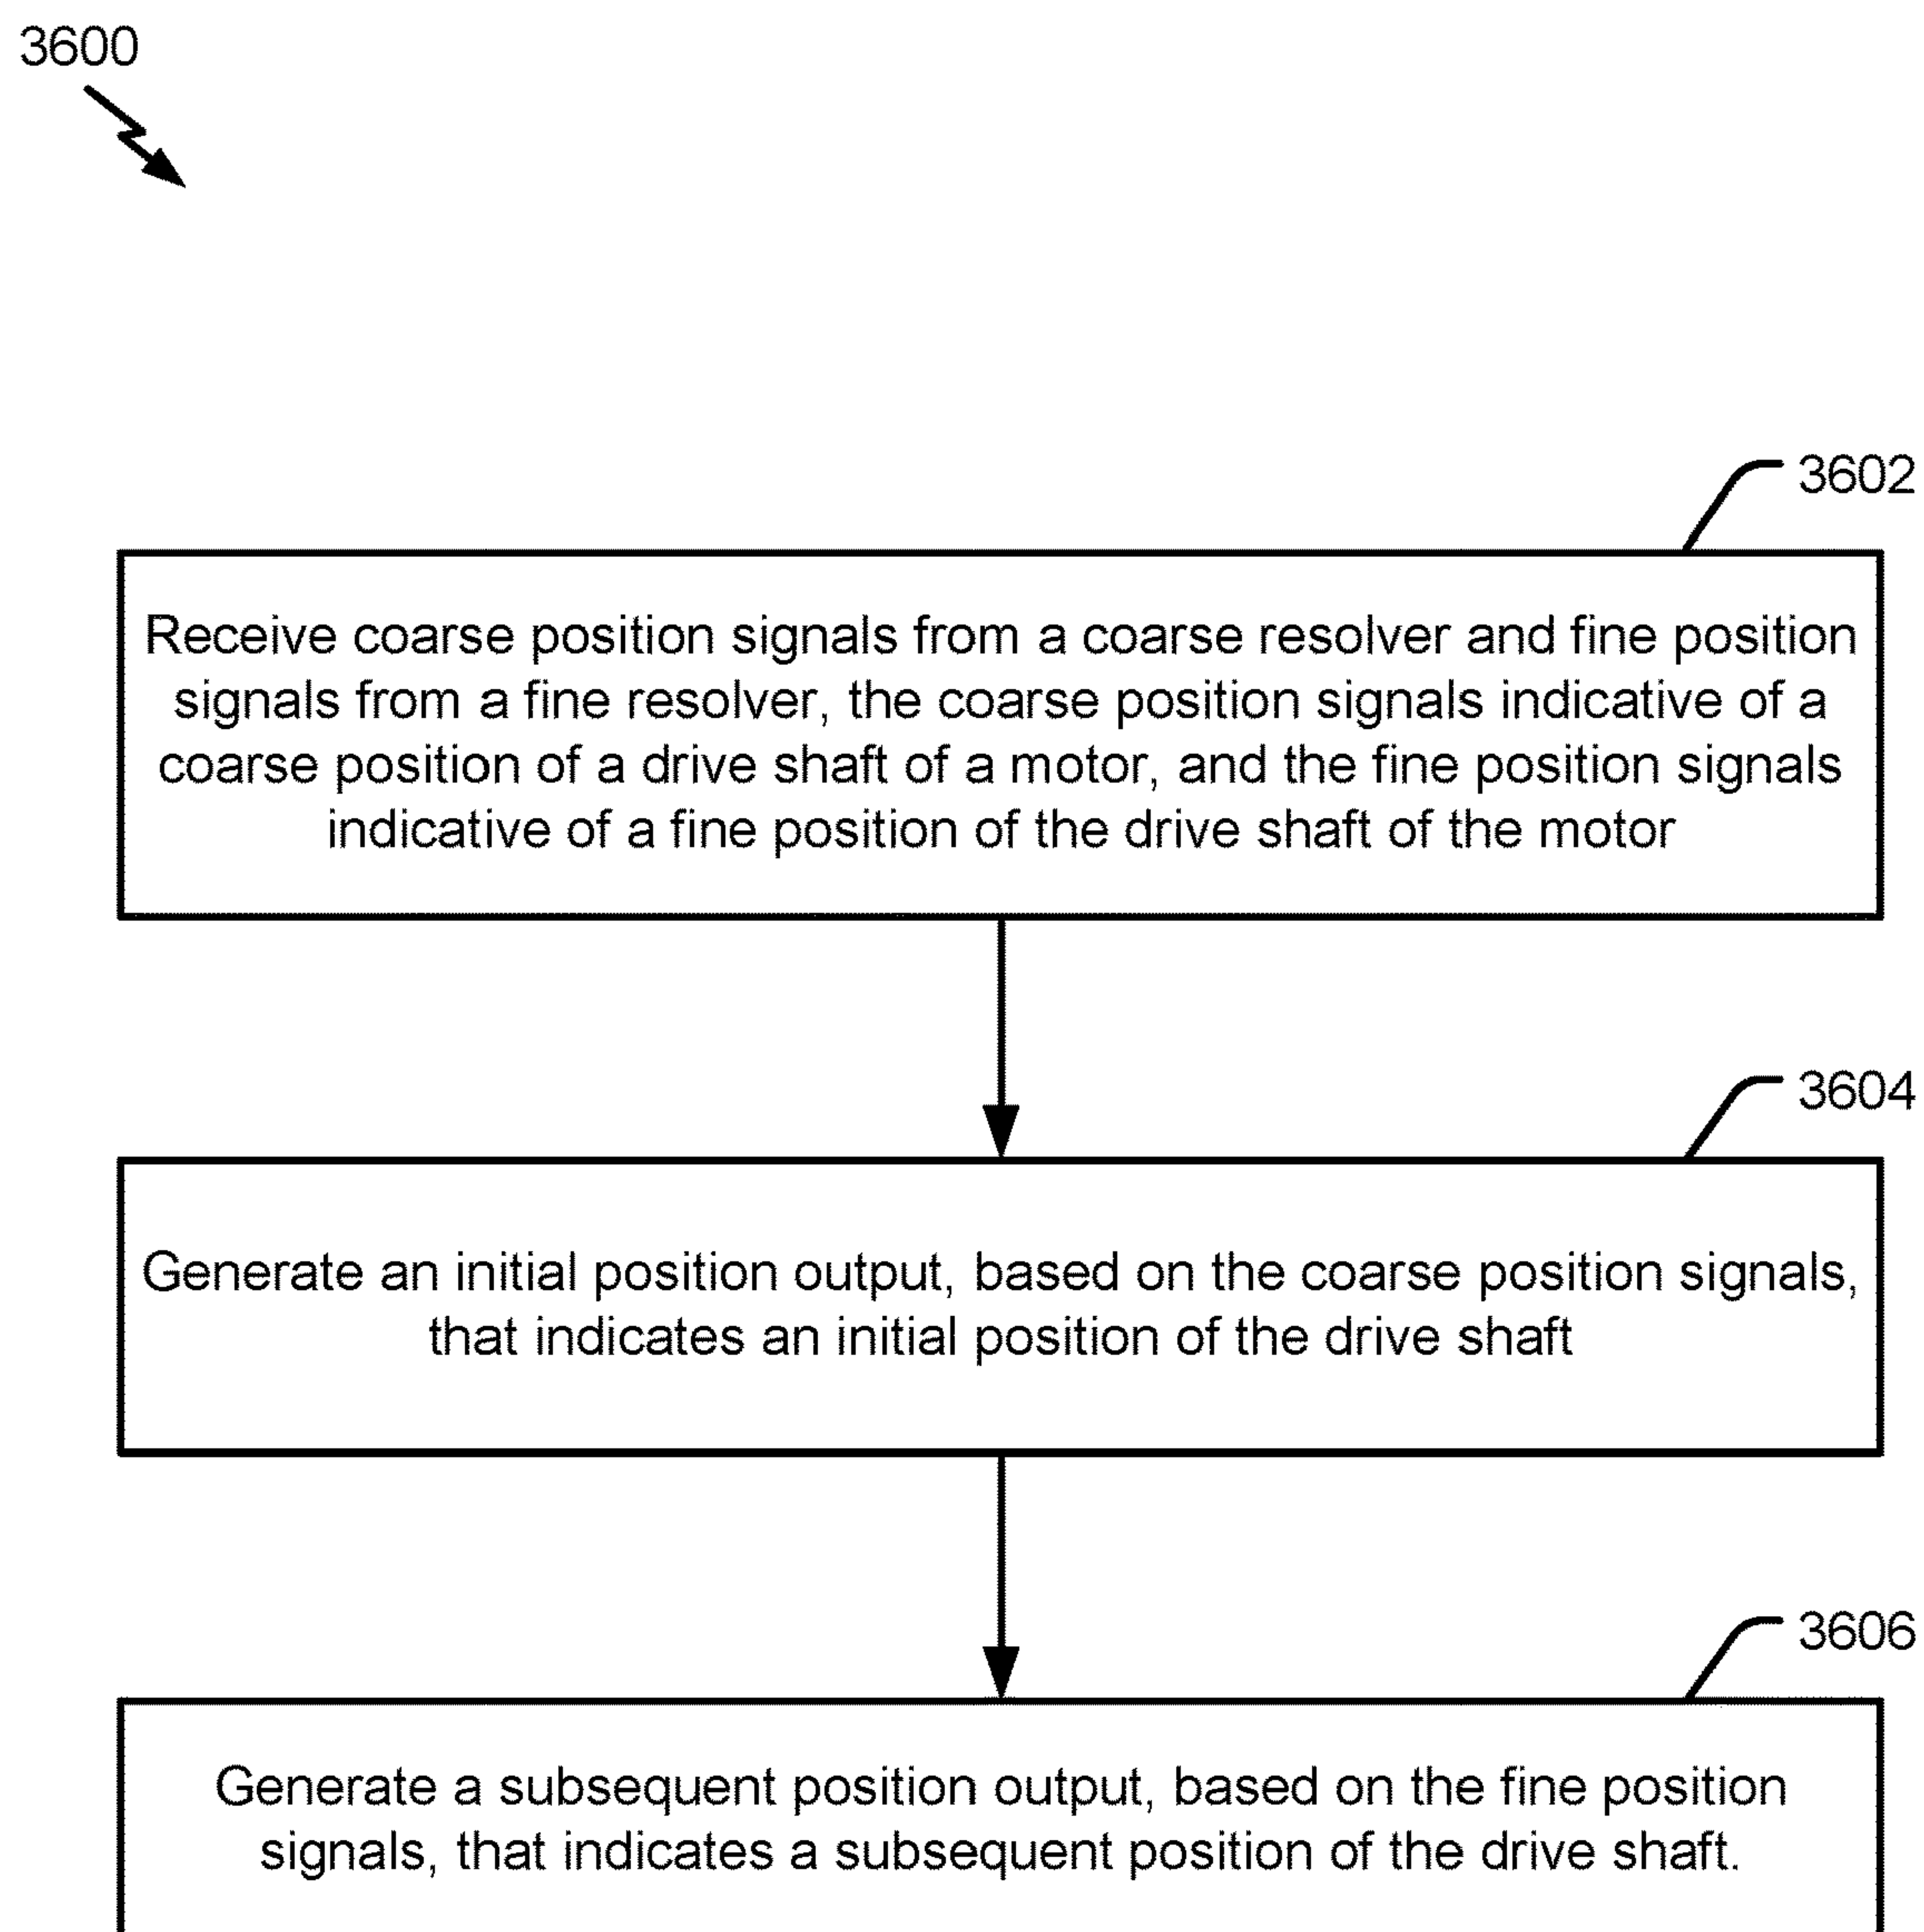 3600
3602
Receive coarse position signals from a coarse resolver and fine position
signals from a fine resolver, the coarse position signals indicative of a
coarse position of a drive shaft of a motor, and the fine position signals
indicative of a fine position of the drive shaft of the motor
3604
Generate an initial position output, based on the coarse position signals,
that indicates an initial position of the drive shaft
3606
Generate a subsequent position output, based on the fine position
signals, that indicates a subsequent position of the drive shaft.